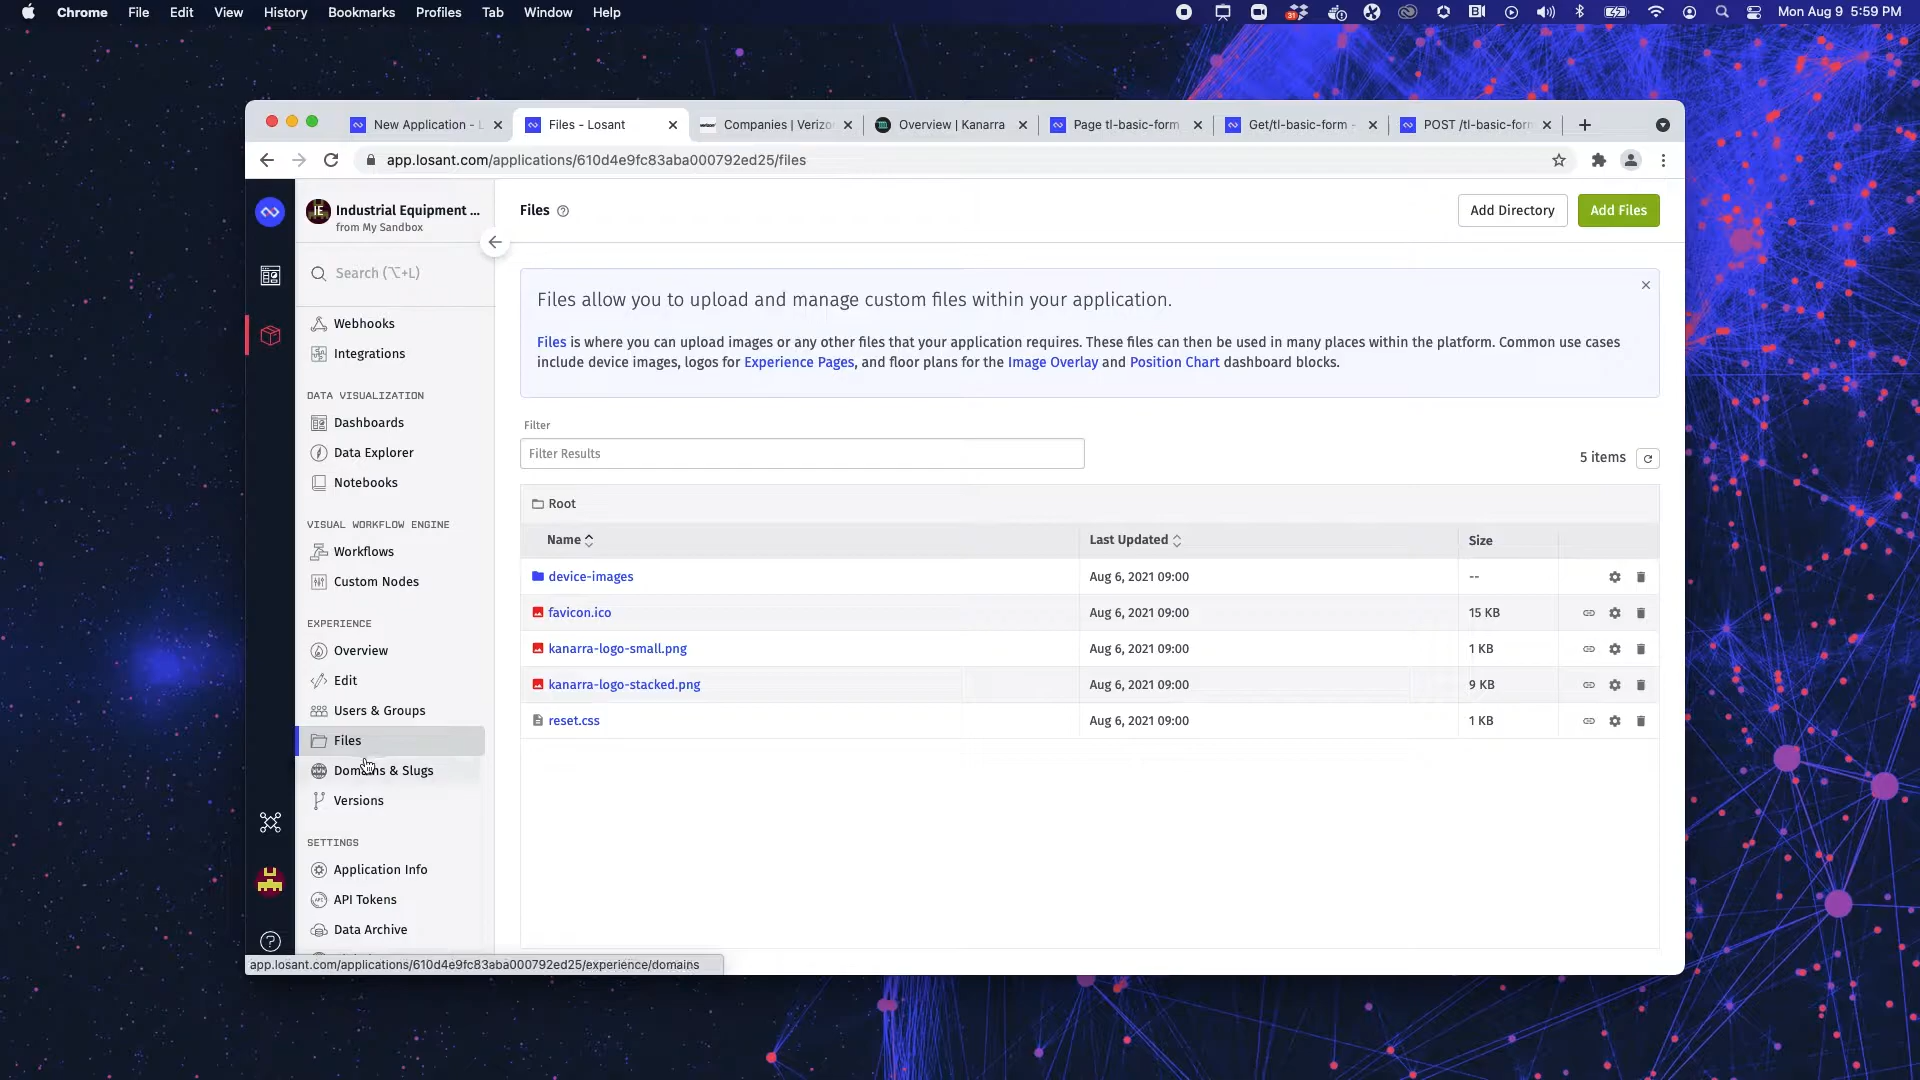 Chrome File Edit View History Bookmarks Profiles Tab Window Help
31
Mon Aug 9 5:59 PM
New Application - L
Files - Losant
Companies | Verizo
Overview | Kanarra
Page tl-basic-form
Get/tl-basic-form -
POST /tl-basic-form
app.losant.com/applications/610d4e9fc83aba000792ed25/files
iE
Industrial Equipment ...
from My Sandbox
Search (⌥+L)
Webhooks
Integrations
DATA VISUALIZATION
Dashboards
Data Explorer
Notebooks
VISUAL WORKFLOW ENGINE
Workflows
Custom Nodes
EXPERIENCE
Overview
Edit
Users & Groups
Files
Domains & Slugs
Versions
SETTINGS
Application Info
API Tokens
Data Archive
app.losant.com/applications/610d4e9fc83aba000792ed25/experience/domains
Files
Add Directory
Add Files
Files allow you to upload and manage custom files within your application.
Files is where you can upload images or any other files that your application requires. These files can then be used in many places within the platform. Common use cases
include device images, logos for Experience Pages, and floor plans for the Image Overlay and Position Chart dashboard blocks.
Filter
Filter Results
5 items
Root
Name Last Updated Size
device-images Aug 6, 2021 09:00 --
favicon.ico Aug 6, 2021 09:00 15 KB
kanarra-logo-small.png Aug 6, 2021 09:00 1 KB
kanarra-logo-stacked.png Aug 6, 2021 09:00 9 KB
reset.css Aug 6, 2021 09:00 1 KB